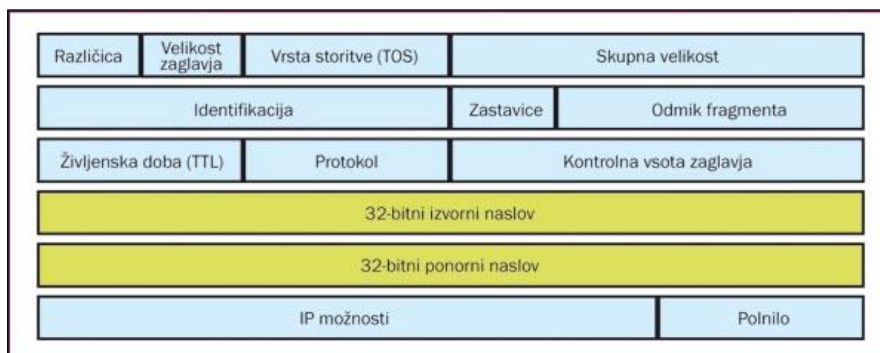 Različica Velikost zaglavja Vrsta storitve (TOS) Skupna velikost
Identifikacija Zastavice Odmik fragmenta
Življenska doba (TTL) Protokol Kontrolna vsota zaglavja
32-bitni izvorni naslov
32-bitni ponorni naslov
IP možnosti Polnilo